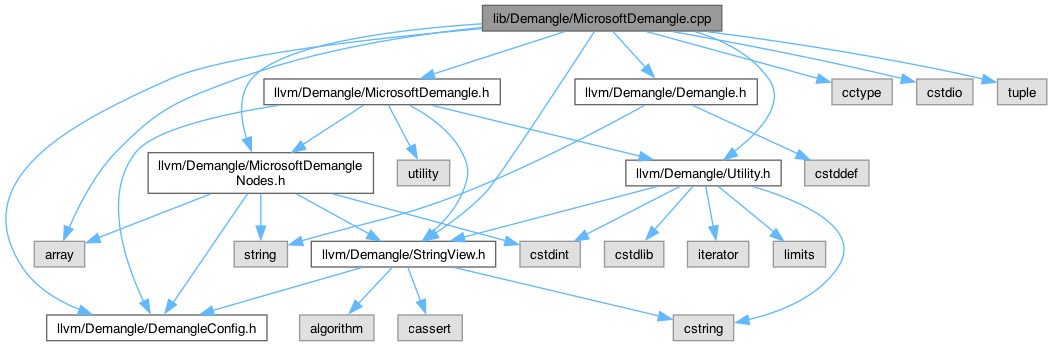 lib/Demangle/MicrosoftDemangle.cpp
llvm/Demangle/MicrosoftDemangle.h
llvm/Demangle/Demangle.h
cctype
cstdio
tuple
llvm/Demangle/MicrosoftDemangle
Nodes.h
utility
llvm/Demangle/Utility.h
cstddef
array
string
llvm/Demangle/StringView.h
cstdint
cstdlib
iterator
limits
llvm/Demangle/DemangleConfig.h
algorithm
cassert
cstring